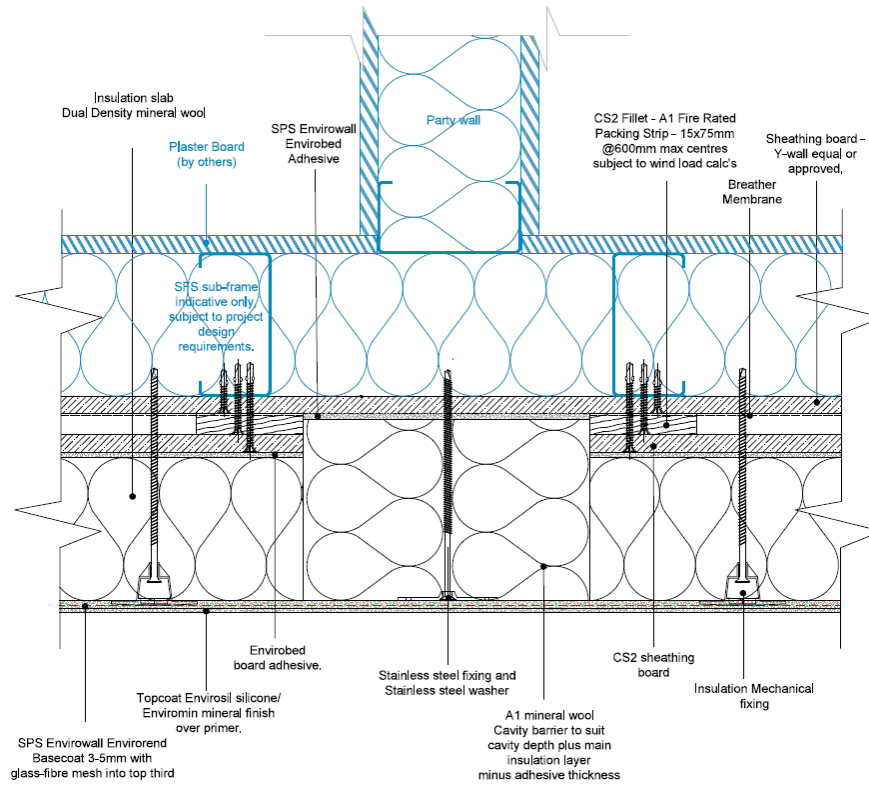 Insulation slab
Dual Density mineral wool
Plaster Board
(by others)
SPS Envirowall
Envirobed
Adhesive
Party wall
CS2 Fillet - A1 Fire Rated
Packing Strip - 15x75mm
@600mm max centres
subject to wind load calc's
Breather
Membrane
Sheathing board -
Y-wall equal or
approved.
SFS sub-frame
indicative only
subject to project
design
requirements.
Envirobed
board adhesive.
Topcoat Envirosil silicone/
Enviromin mineral finish
over primer.
SPS Envirowall Envirorend
Basecoat 3-5mm with
glass-fibre mesh into top third
Stainless steel fixing and
Stainless steel washer
A1 mineral wool
Cavity barrier to suit
cavity depth plus main
insulation layer
minus adhesive thickness
CS2 sheathing
board
Insulation Mechanical
fixing